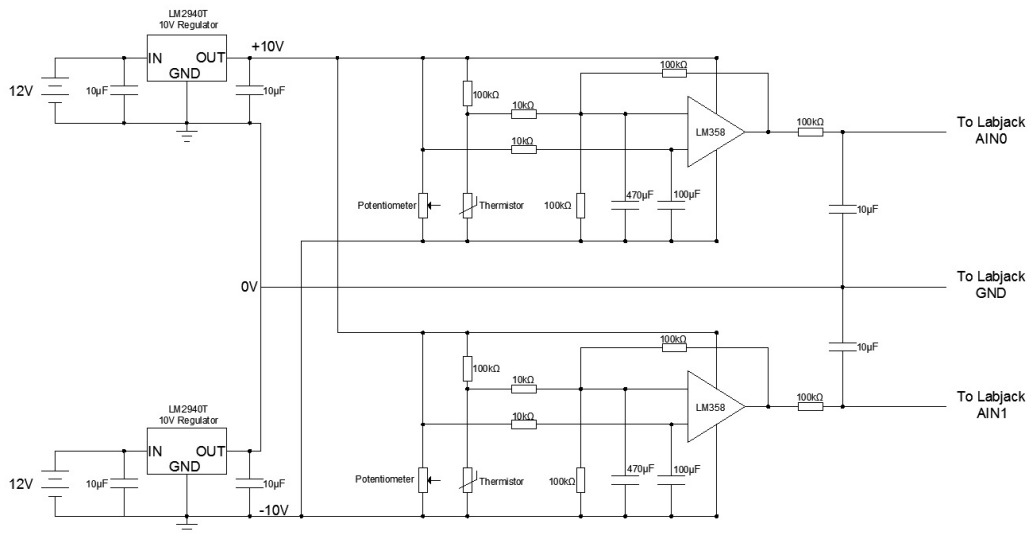 LM2940T
10V Regulator
IN
OUT
GND
+10V
12V
10µF
10µF
100kΩ
100kΩ
10kΩ
LM358
10kΩ
100kΩ
To Labjack
AIN0
Potentiometer
Thermistor
100kΩ
470µF
100µF
10µF
0V
To Labjack
GND
100kΩ
100kΩ
10µF
10kΩ
LM358
10kΩ
100kΩ
To Labjack
AIN1
LM2940T
10V Regulator
IN
OUT
GND
12V
10µF
10µF
-10V
Potentiometer
Thermistor
100kΩ
470µF
100µF